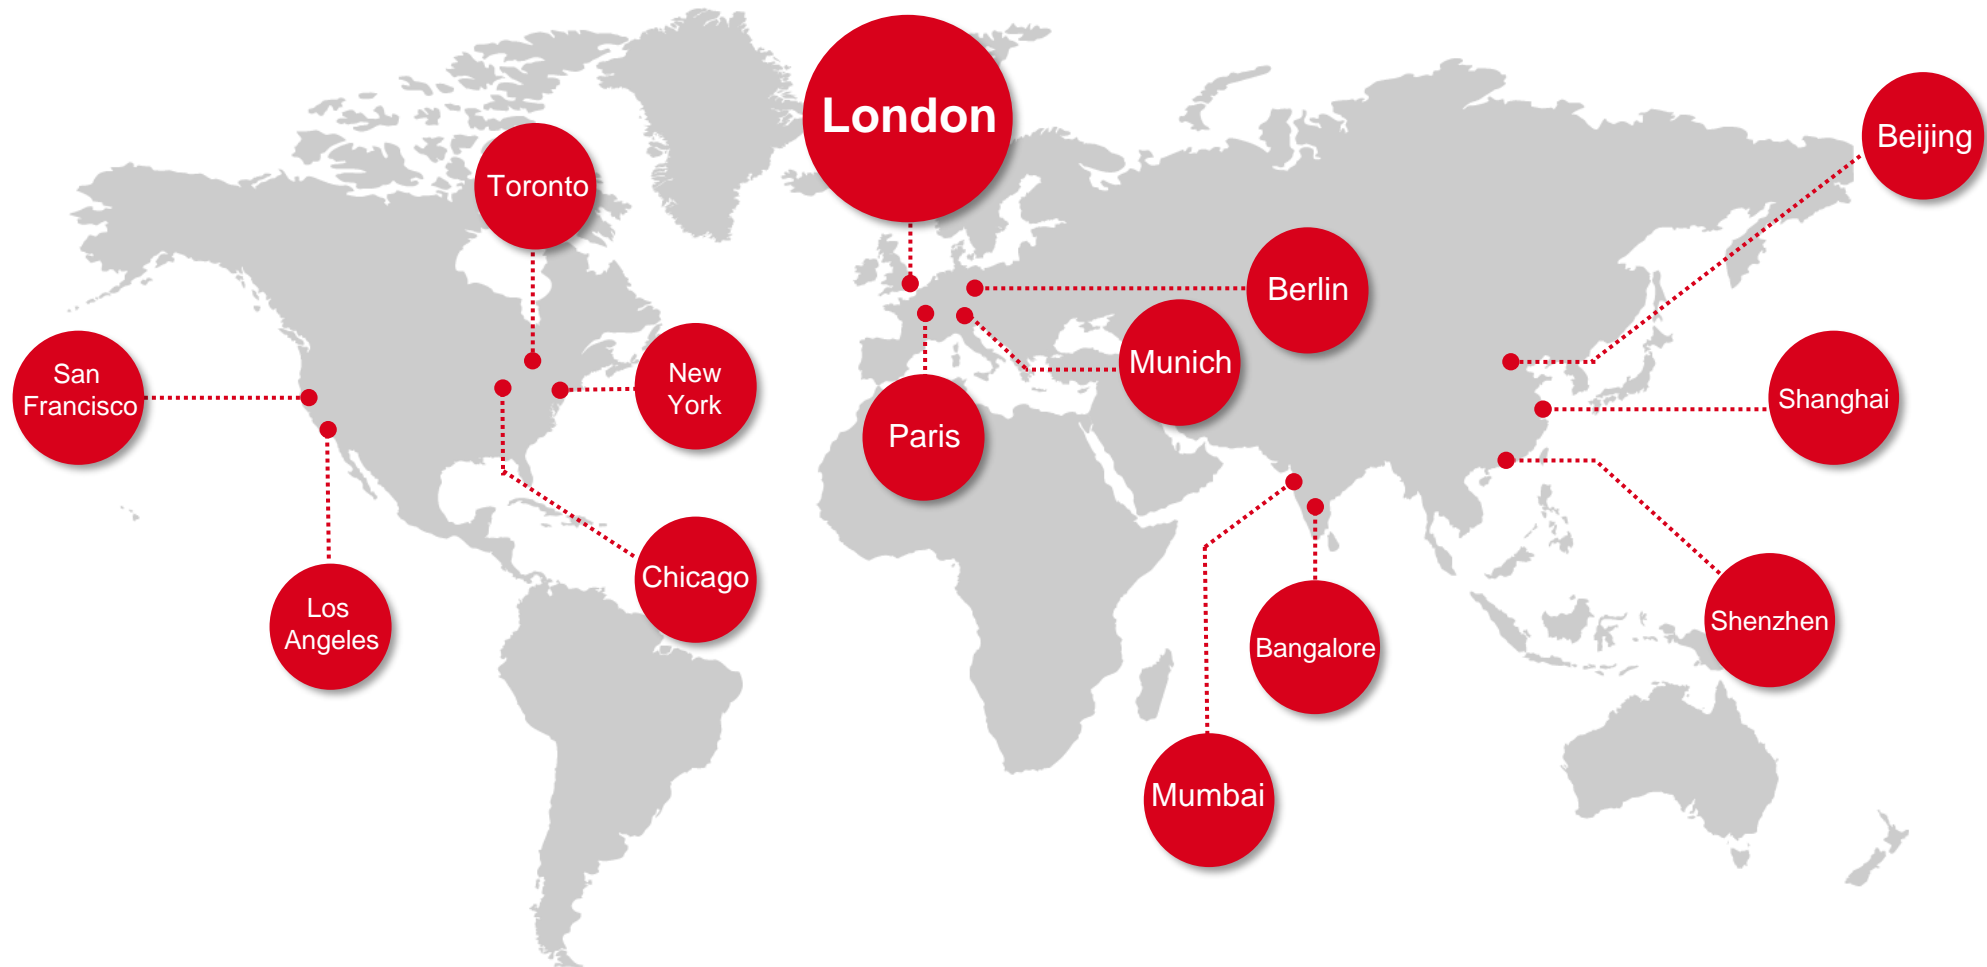 London
Beijing
Toronto
Berlin
Munich
San
Francisco
New
York
Shanghai
Paris
Chicago
Los
Angeles
Shenzhen
Bangalore
Mumbai